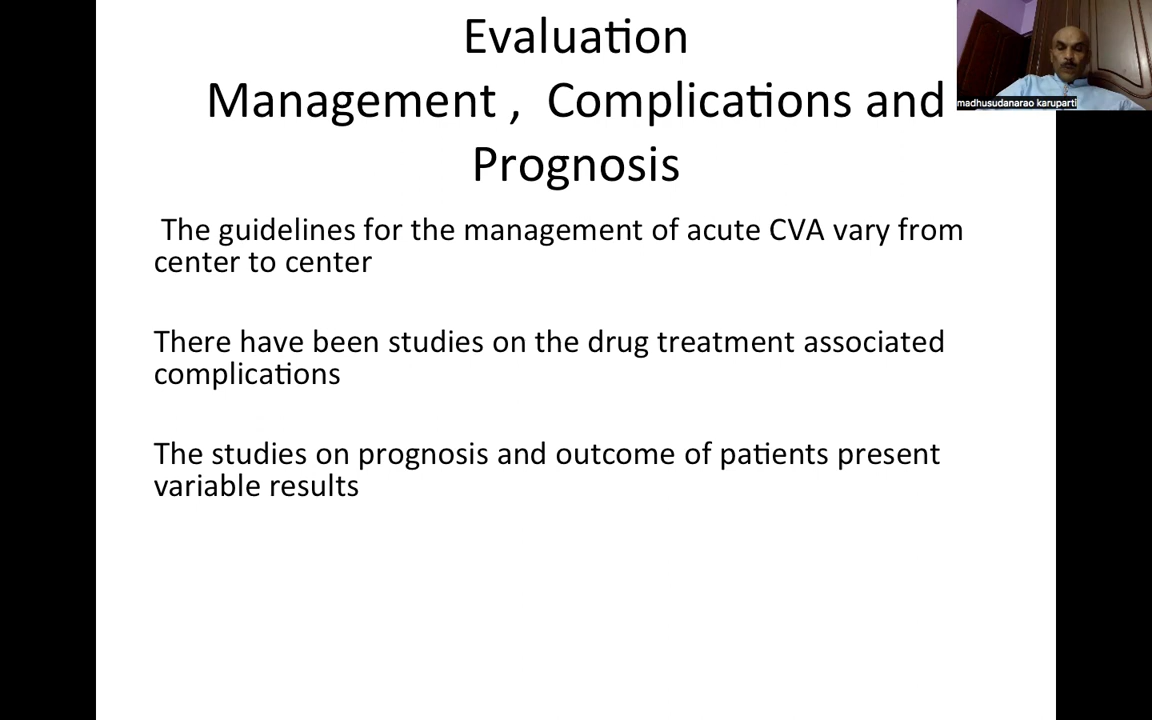 Evaluation
Management ,  Complications and
Prognosis
madhusudanarao karuparti
The guidelines for the management of acute CVA vary from
center to center
There have been studies on the drug treatment associated
complications
The studies on prognosis and outcome of patients present
variable results